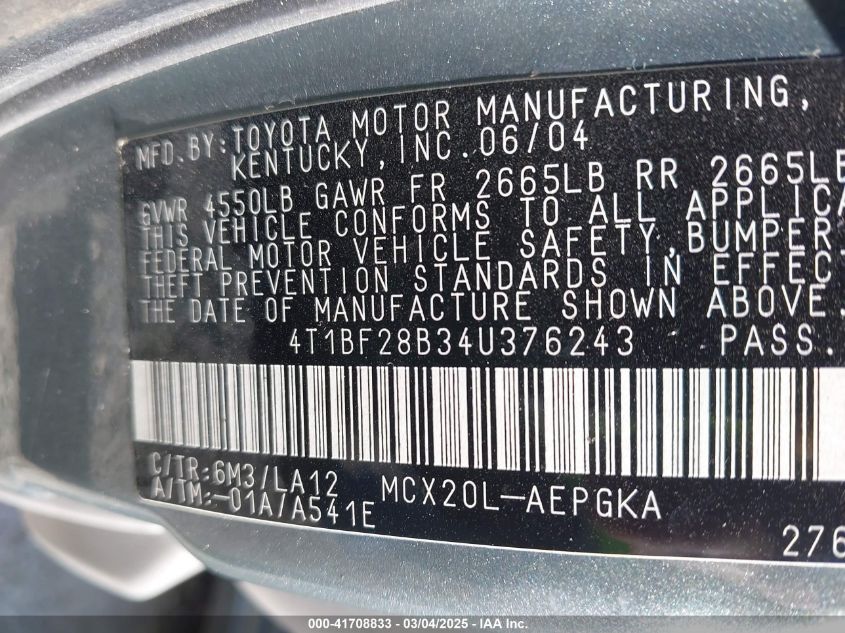 MFD. BY: TOYOTA MOTOR MANUFACTURING,
KENTUCKY, INC. 06/04
GVWR 4550LB GAWR FR 2665LB RR 2665LB
THIS VEHICLE CONFORMS TO ALL APPLICA
FEDERAL MOTOR VEHICLE SAFETY, BUMPER,
THEFT PREVENTION STANDARDS IN EFFECT
THE DATE OF MANUFACTURE SHOWN ABOVE.
4T1BF28B34U376243 PASS.
C/TR: 6M3/LA12 MCX20L-AEPGKA
A/TM: -01A/A541E
276
000-41708833 - 03/04/2025 - IAA Inc.